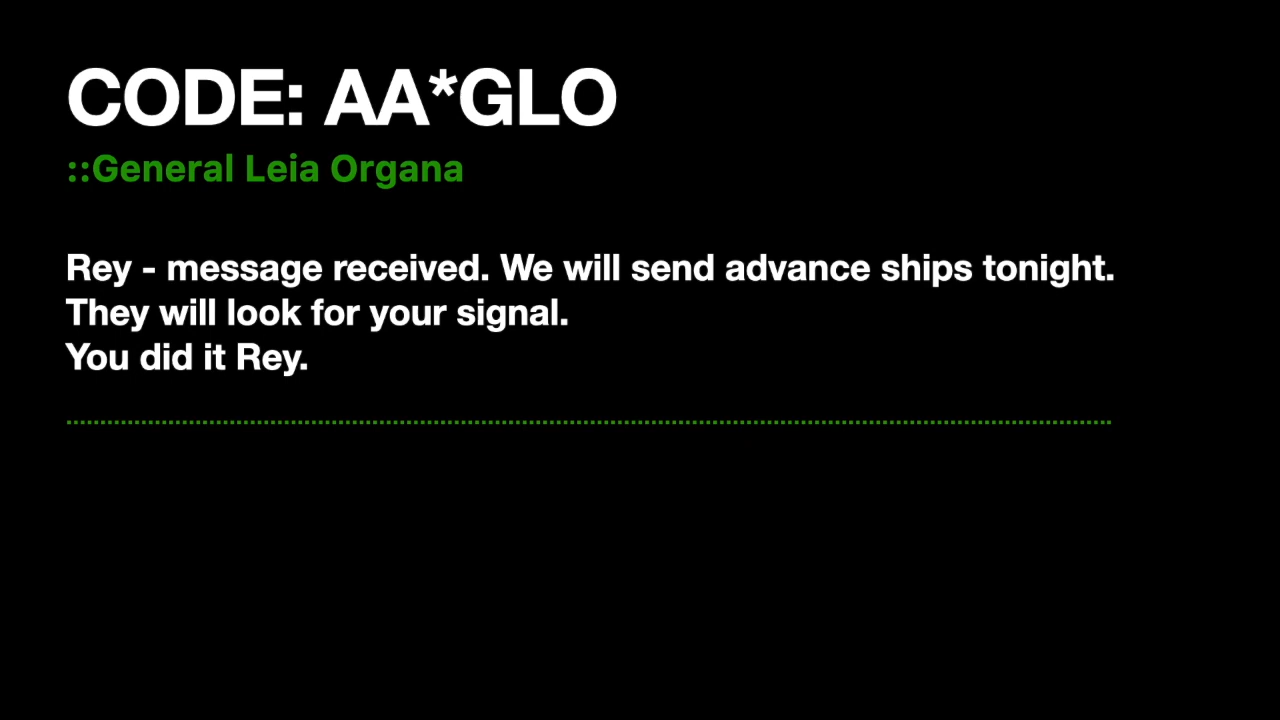 CODE: AA*GLO
::General Leia Organa
Rey - message received. We will send advance ships tonight.
They will look for your signal.
You did it Rey.